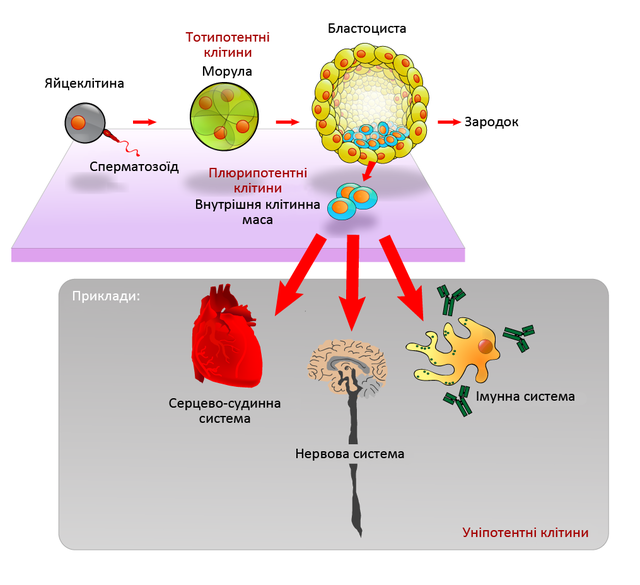 Бластоциста
Тотипотентні
клітини
Морула
Яйцеклітина
Зародок
Сперматозоїд
Плюрипотентні
клітини
Внутрішня клітинна
маса
Приклади:
Серцево-судинна
система
Імунна система
Нервова система
Уніпотентні клітини